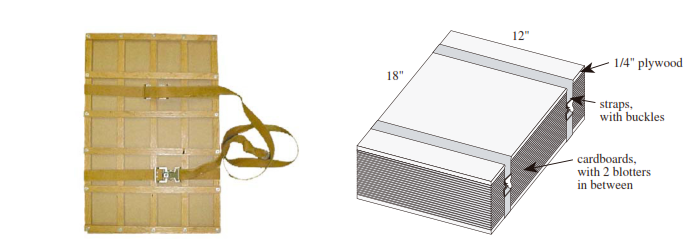 12"
18"
1/4" plywood
straps,
with buckles
cardboards,
with 2 blotters
in between